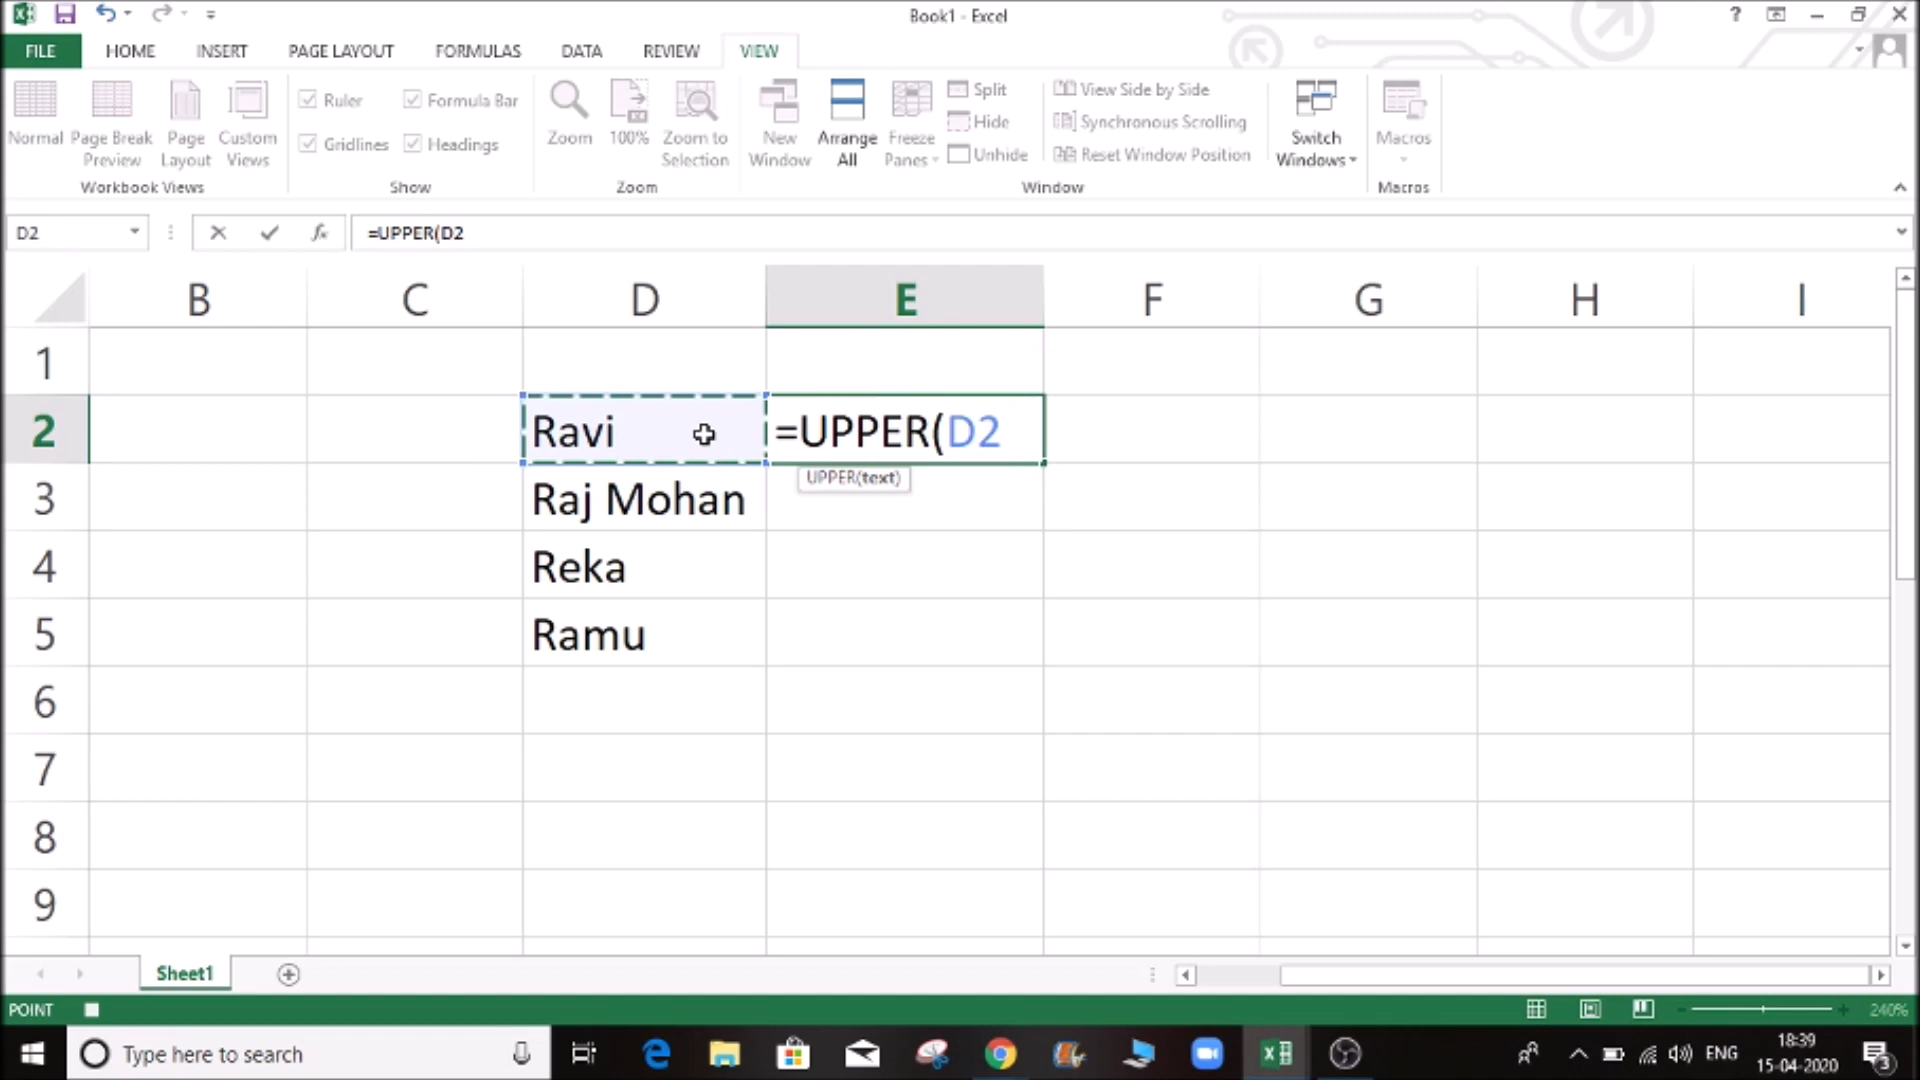 Book1 - Excel
FILE HOME INSERT PAGE LAYOUT FORMULAS DATA REVIEW VIEW
Normal
Page Break Preview
Page Layout
Custom Views
Workbook Views
Ruler
Formula Bar
Gridlines
Headings
Show
Zoom
100%
Zoom to Selection
Zoom
New Window
Arrange All
Freeze Panes
Split
Hide
Unhide
View Side by Side
Synchronous Scrolling
Reset Window Position
Window
Switch Windows
Macros
Macros
D2
fx
=UPPER(D2
B C D E F G H I
1
2 Ravi =UPPER(D2
UPPER(text)
3 Raj Mohan
4 Reka
5 Ramu
6
7
8
9
Sheet1
POINT
240%
Type here to search
ENG
18:39
15-04-2020
3